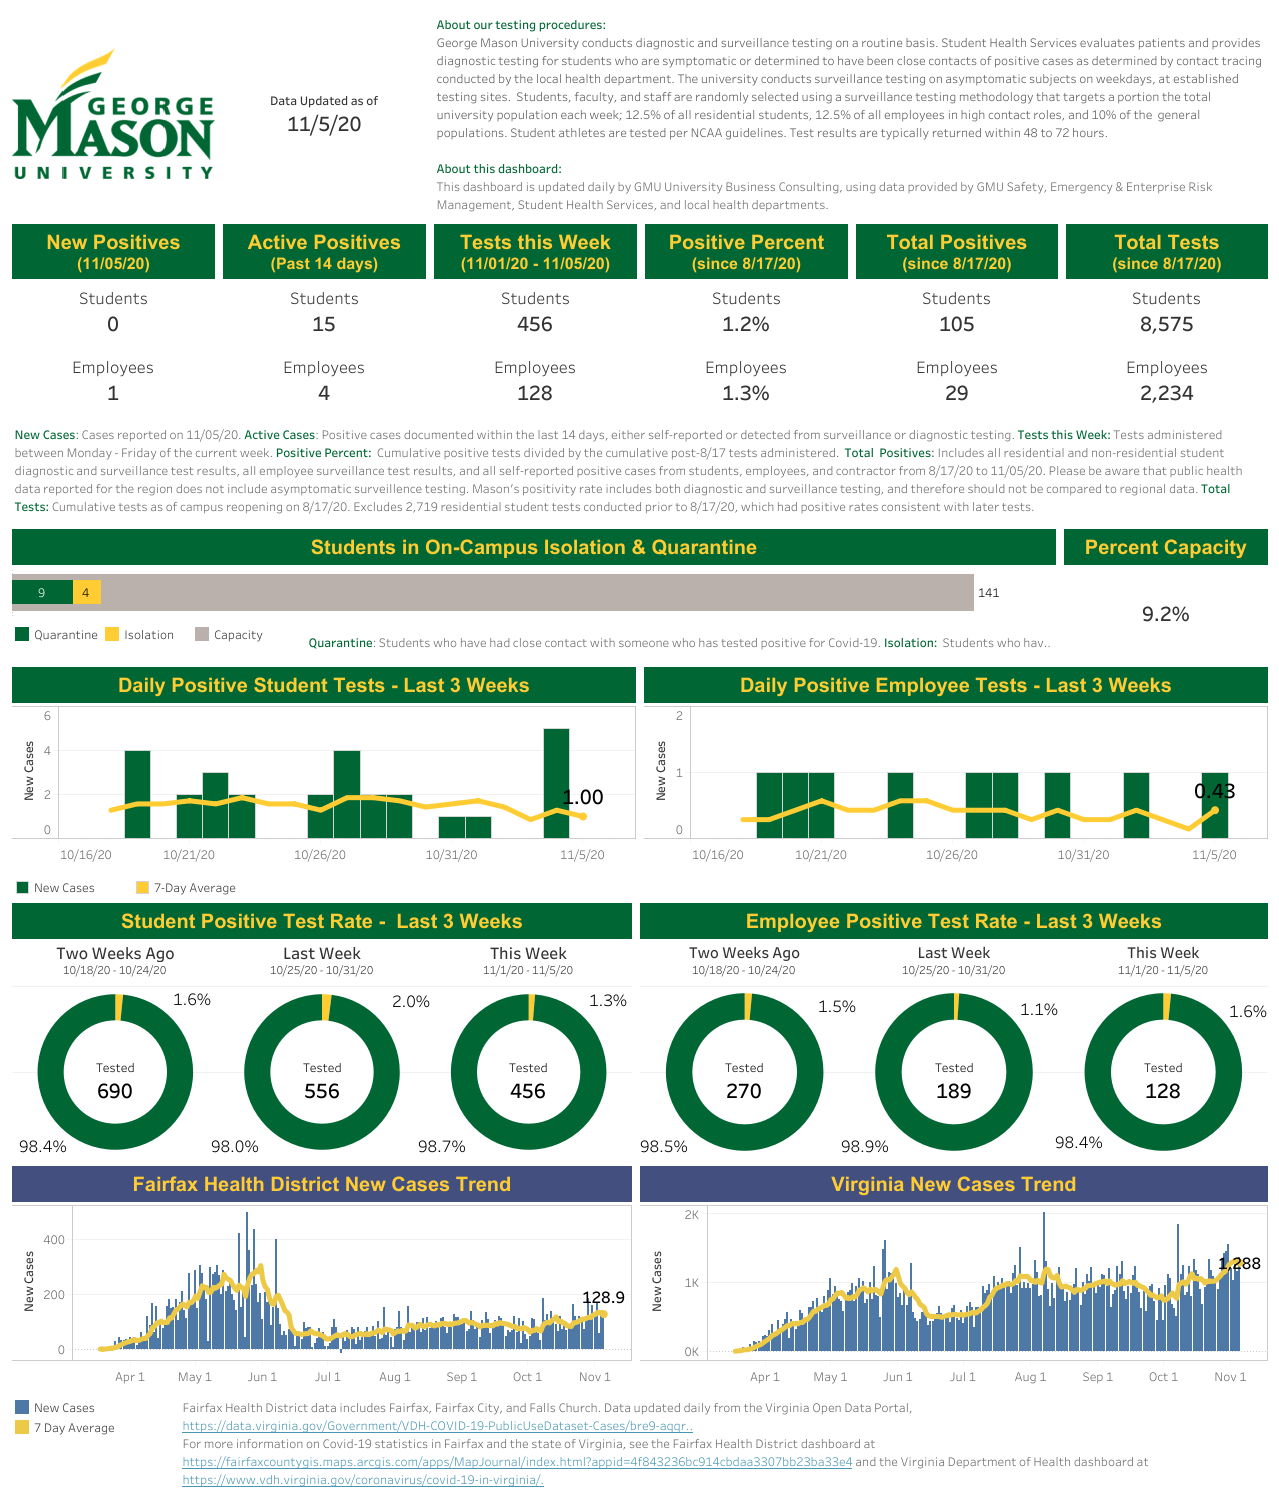 GEORGE
MASON
UNIVERSITY
Data Updated as of
11/5/20
About our testing procedures:
George Mason University conducts diagnostic and surveillance testing on a routine basis. Student Health Services evaluates patients and provides
diagnostic testing for students who are symptomatic or determined to have been close contacts of positive cases as determined by contact tracing
conducted by the local health department. The university conducts surveillance testing on asymptomatic subjects on weekdays, at established
testing sites. Students, faculty, and staff are randomly selected using a surveillance testing methodology that targets a portion the total
university population each week; 12.5% of all residential students, 12.5% of all employees in high contact roles, and 10% of the general
populations. Student athletes are tested per NCAA guidelines. Test results are typically returned within 48 to 72 hours.
About this dashboard:
This dashboard is updated daily by GMU University Business Consulting, using data provided by GMU Safety, Emergency & Enterprise Risk
Management, Student Health Services, and local health departments.
New Positives
(11/05/20)
Students
0
Employees
1
Active Positives
(Past 14 days)
Students
15
Employees
4
Tests this Week
(11/01/20 - 11/05/20)
Students
456
Employees
128
Positive Percent
(since 8/17/20)
Students
1.2%
Employees
1.3%
Total Positives
(since 8/17/20)
Students
105
Employees
29
Total Tests
(since 8/17/20)
Students
8,575
Employees
2,234
New Cases: Cases reported on 11/05/20. Active Cases: Positive cases documented within the last 14 days, either self-reported or detected from surveillance or diagnostic testing. Tests this Week: Tests administered
between Monday - Friday of the current week. Positive Percent: Cumulative positive tests divided by the cumulative post-8/17 tests administered. Total Positives: Includes all residential and non-residential student
diagnostic and surveillance test results, all employee surveillance test results, and all self-reported positive cases from students, employees, and contractor from 8/17/20 to 11/05/20. Please be aware that public health
data reported for the region does not include asymptomatic surveillence testing. Mason's positivity rate includes both diagnostic and surveillance testing, and therefore should not be compared to regional data. Total
Tests: Cumulative tests as of campus reopening on 8/17/20. Excludes 2,719 residential student tests conducted prior to 8/17/20, which had positive rates consistent with later tests.
Students in On-Campus Isolation & Quarantine
9
4
141
Quarantine
Isolation
Capacity
Quarantine: Students who have had close contact with someone who has tested positive for Covid-19. Isolation: Students who hav..
Percent Capacity
9.2%
Daily Positive Student Tests - Last 3 Weeks
New Cases
6
4
2
0
1.00
10/16/20
10/21/20
10/26/20
10/31/20
11/5/20
Daily Positive Employee Tests - Last 3 Weeks
New Cases
2
1
0
0.43
10/16/20
10/21/20
10/26/20
10/31/20
11/5/20
New Cases
7-Day Average
Student Positive Test Rate - Last 3 Weeks
Two Weeks Ago
10/18/20 - 10/24/20
1.6%
Tested
690
98.4%
Last Week
10/25/20 - 10/31/20
2.0%
Tested
556
98.0%
This Week
11/1/20 - 11/5/20
1.3%
Tested
456
98.7%
Employee Positive Test Rate - Last 3 Weeks
Two Weeks Ago
10/18/20 - 10/24/20
1.5%
Tested
270
98.5%
Last Week
10/25/20 - 10/31/20
1.1%
Tested
189
98.9%
This Week
11/1/20 - 11/5/20
1.6%
Tested
128
98.4%
Fairfax Health District New Cases Trend
New Cases
400
200
0
128.9
Apr 1
May 1
Jun 1
Jul 1
Aug 1
Sep 1
Oct 1
Nov 1
Virginia New Cases Trend
New Cases
2K
1K
0K
1,288
Apr 1
May 1
Jun 1
Jul 1
Aug 1
Sep 1
Oct 1
Nov 1
New Cases
7 Day Average
Fairfax Health District data includes Fairfax, Fairfax City, and Falls Church. Data updated daily from the Virginia Open Data Portal,
https://data.virginia.gov/Government/VDH-COVID-19-PublicUseDataset-Cases/bre9-aqqr..
For more information on Covid-19 statistics in Fairfax and the state of Virginia, see the Fairfax Health District dashboard at
https://fairfaxcountygis.maps.arcgis.com/apps/MapJournal/index.html?appid=4f843236bc914cbdaa3307bb23ba33e4 and the Virginia Department of Health dashboard at
https://www.vdh.virginia.gov/coronavirus/covid-19-in-virginia/.